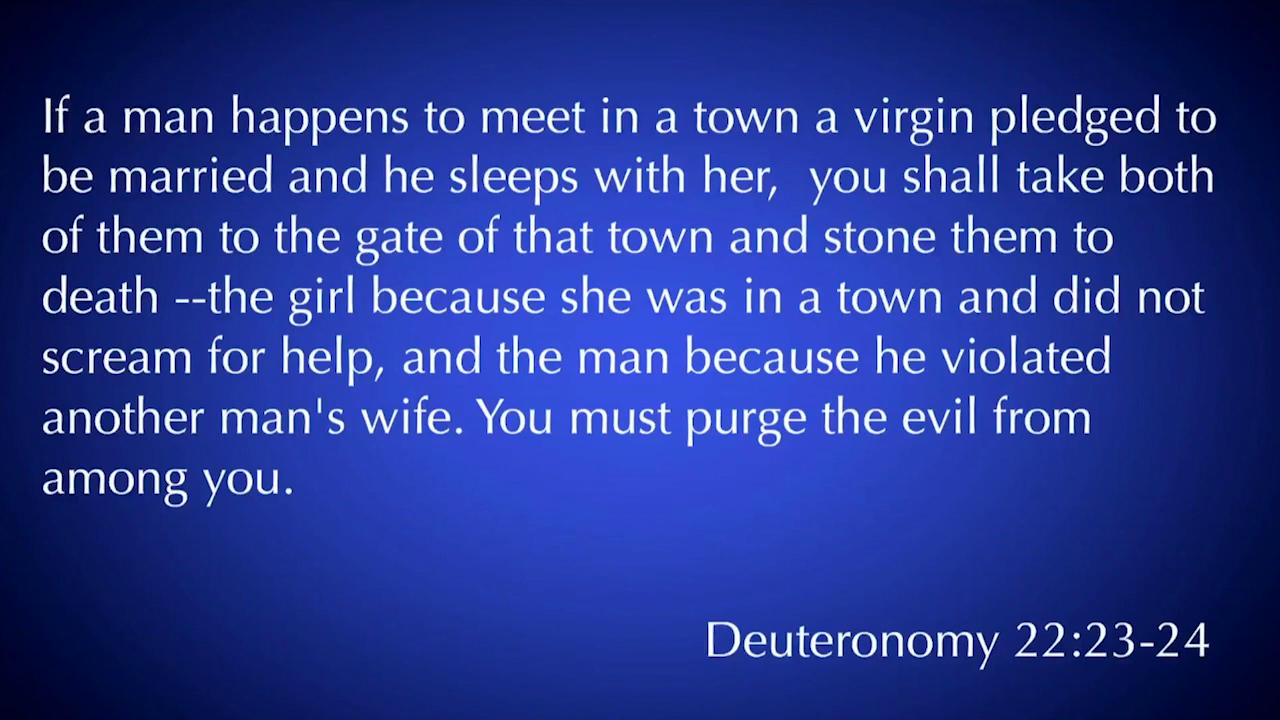 If a man happens to meet in a town a virgin pledged to
be married and he sleeps with her,  you shall take both
of them to the gate of that town and stone them to
death --the girl because she was in a town and did not
scream for help, and the man because he violated
another man's wife. You must purge the evil from
among you.
Deuteronomy 22:23-24